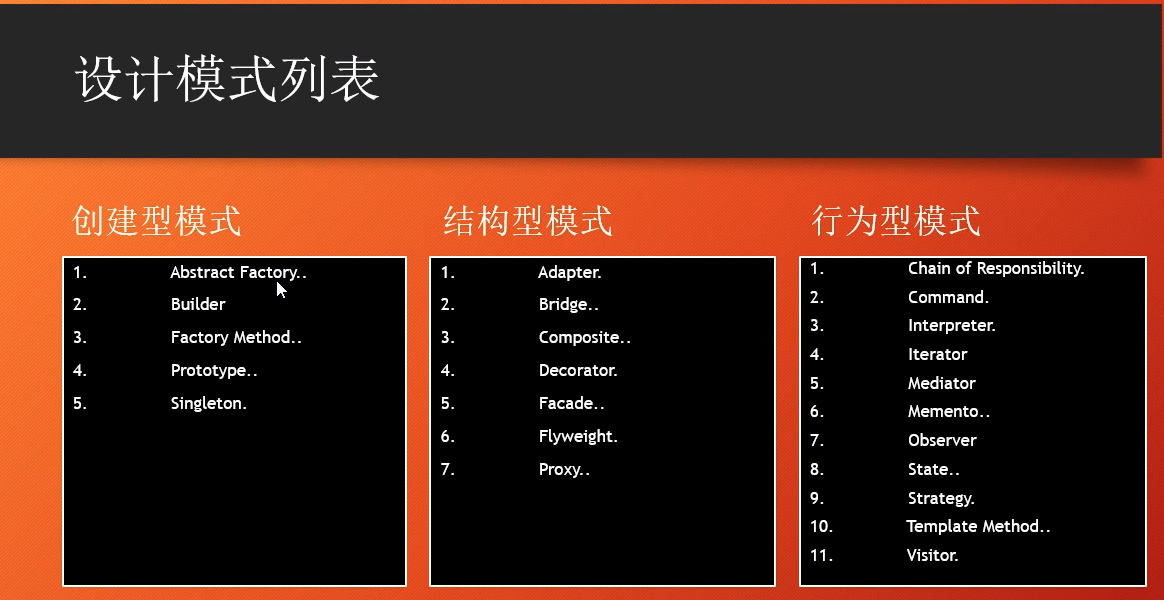 设计模式列表
创建型模式
1. Abstract Factory..
2. Builder
3. Factory Method..
4. Prototype..
5. Singleton.
结构型模式
1. Adapter.
2. Bridge..
3. Composite..
4. Decorator.
5. Facade..
6. Flyweight.
7. Proxy..
行为型模式
1. Chain of Responsibility.
2. Command.
3. Interpreter.
4. Iterator
5. Mediator
6. Memento..
7. Observer
8. State..
9. Strategy.
10. Template Method..
11. Visitor.